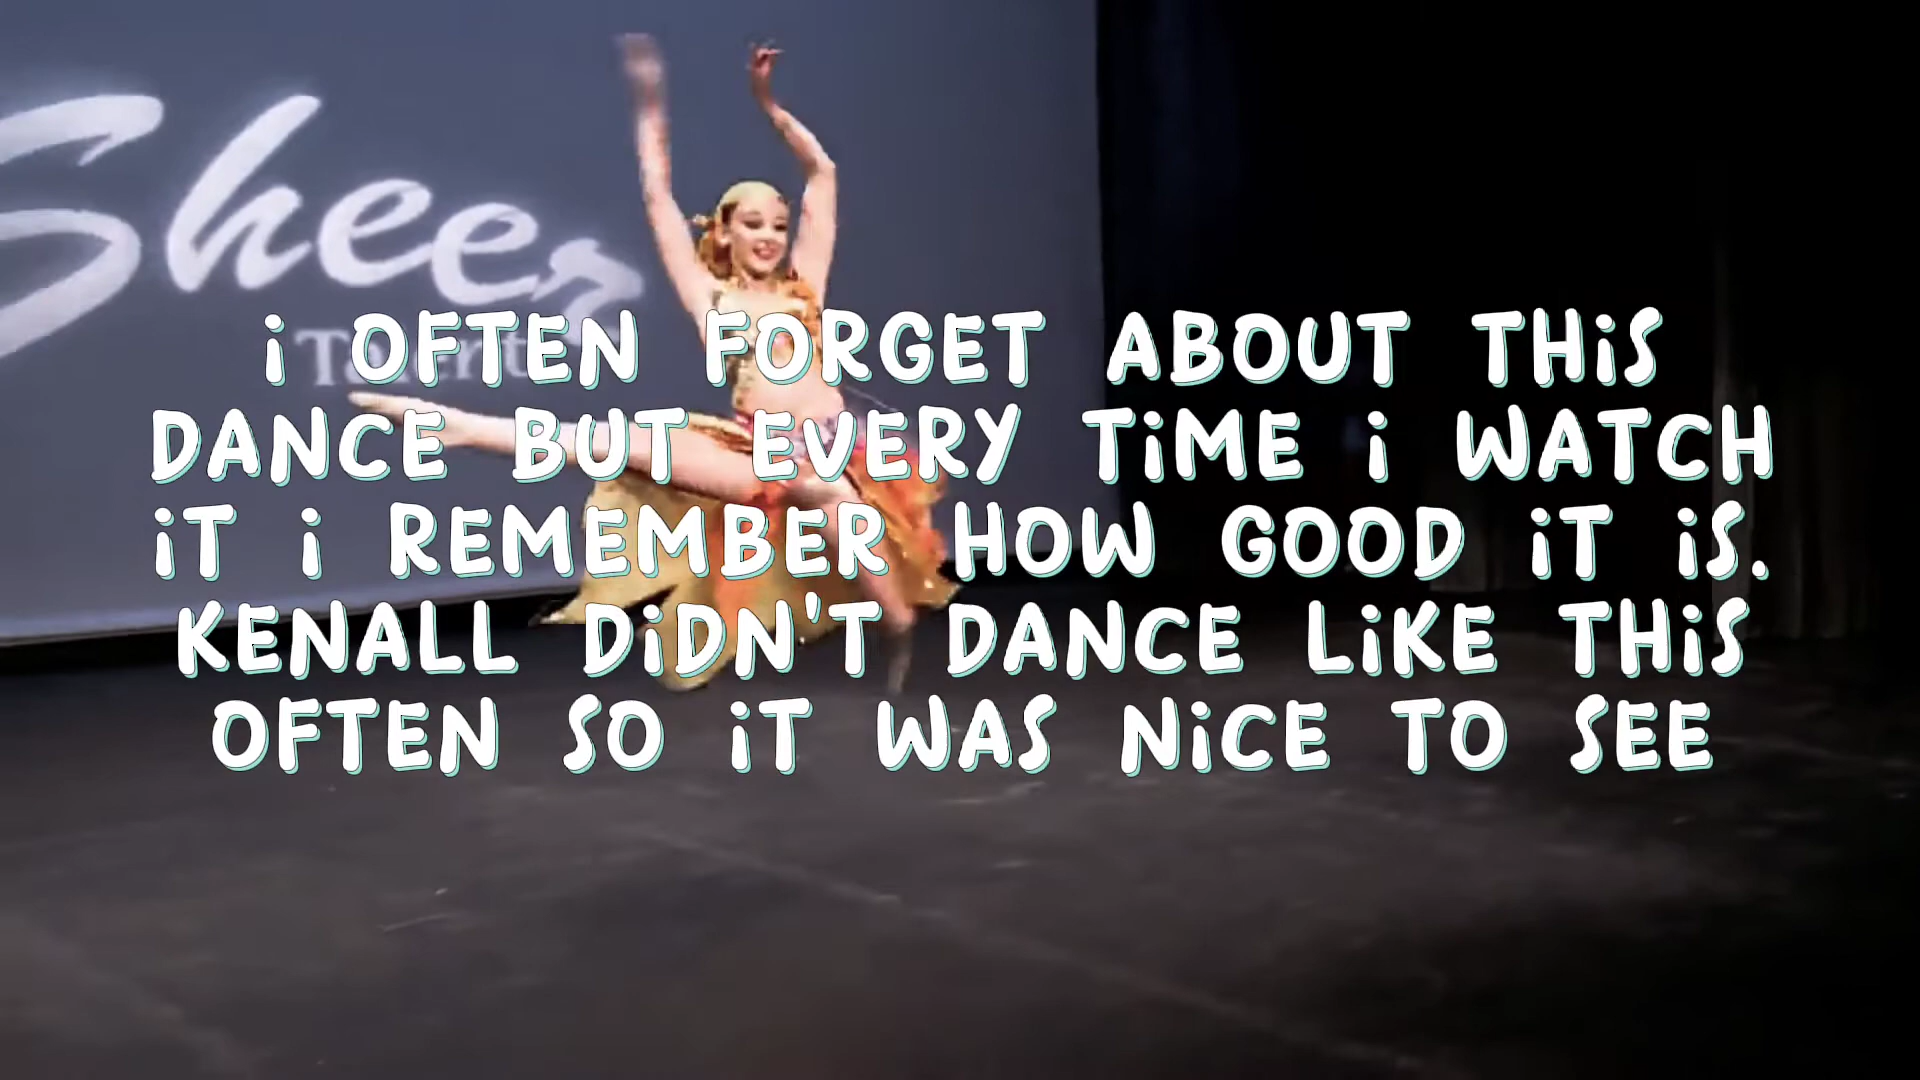 Sheer
Talent
i OFTEN FORGET ABOUT THiS
DANCE BUT EVERY TiME i WATCH
iT i REMEMBER HOW GOOD iT iS.
KENALL DiDN'T DANCE LiKE THiS
OFTEN SO iT WAS NiCE TO SEE